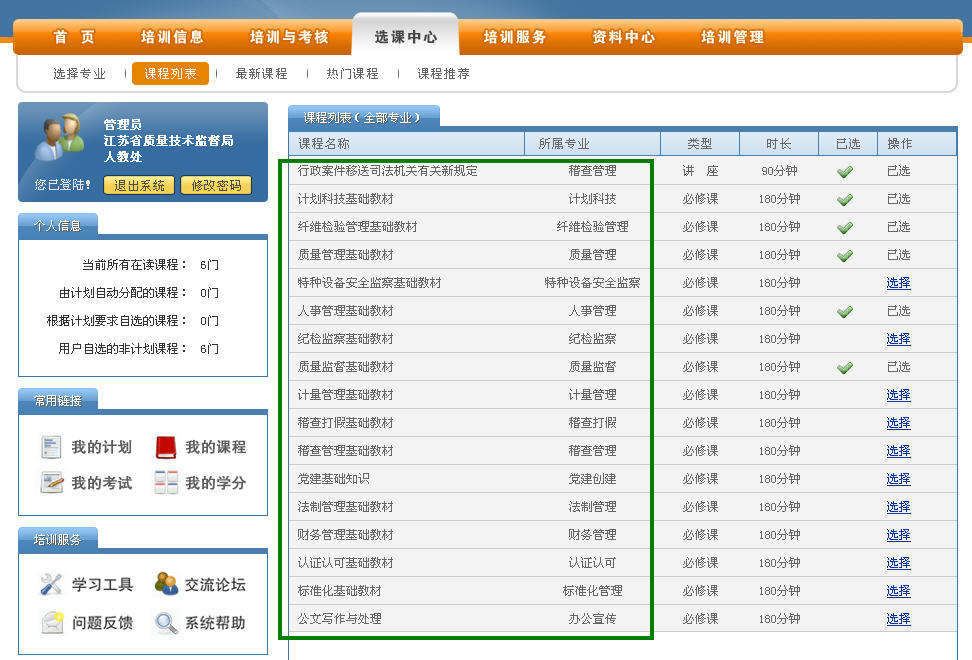 首 页 培训信息 培训与考核 选课中心 培训服务 资料中心 培训管理
选择专业 课程列表 最新课程 热门课程 课程推荐
管理员
江苏省质量技术监督局
人教处
您已登陆! 退出系统 修改密码
个人信息
当前所有在读课程： 6门
由计划自动分配的课程： 0门
根据计划要求自选的课程： 0门
用户自选的非计划课程： 6门
常用链接
我的计划 我的课程
我的考试 我的学分
培训服务
学习工具 交流论坛
问题反馈 系统帮助
课程列表（全部专业）
课程名称 所属专业 类型 时长 已选 操作
行政案件移送司法机关有关新规定 稽查管理 讲 座 90分钟 已选
计划科技基础教材 计划科技 必修课 180分钟 已选
纤维检验管理基础教材 纤维检验管理 必修课 180分钟 已选
质量管理基础教材 质量管理 必修课 180分钟 已选
特种设备安全监察基础教材 特种设备安全监察 必修课 180分钟 选择
人事管理基础教材 人事管理 必修课 180分钟 已选
纪检监察基础教材 纪检监察 必修课 180分钟 选择
质量监督基础教材 质量监督 必修课 180分钟 已选
计量管理基础教材 计量管理 必修课 180分钟 选择
稽查打假基础教材 稽查打假 必修课 180分钟 选择
稽查管理基础教材 稽查管理 必修课 180分钟 选择
党建基础知识 党建创建 必修课 180分钟 选择
法制管理基础教材 法制管理 必修课 180分钟 选择
财务管理基础教材 财务管理 必修课 180分钟 选择
认证认可基础教材 认证认可 必修课 180分钟 选择
标准化基础教材 标准化管理 必修课 180分钟 选择
公文写作与处理 办公宣传 必修课 180分钟 选择